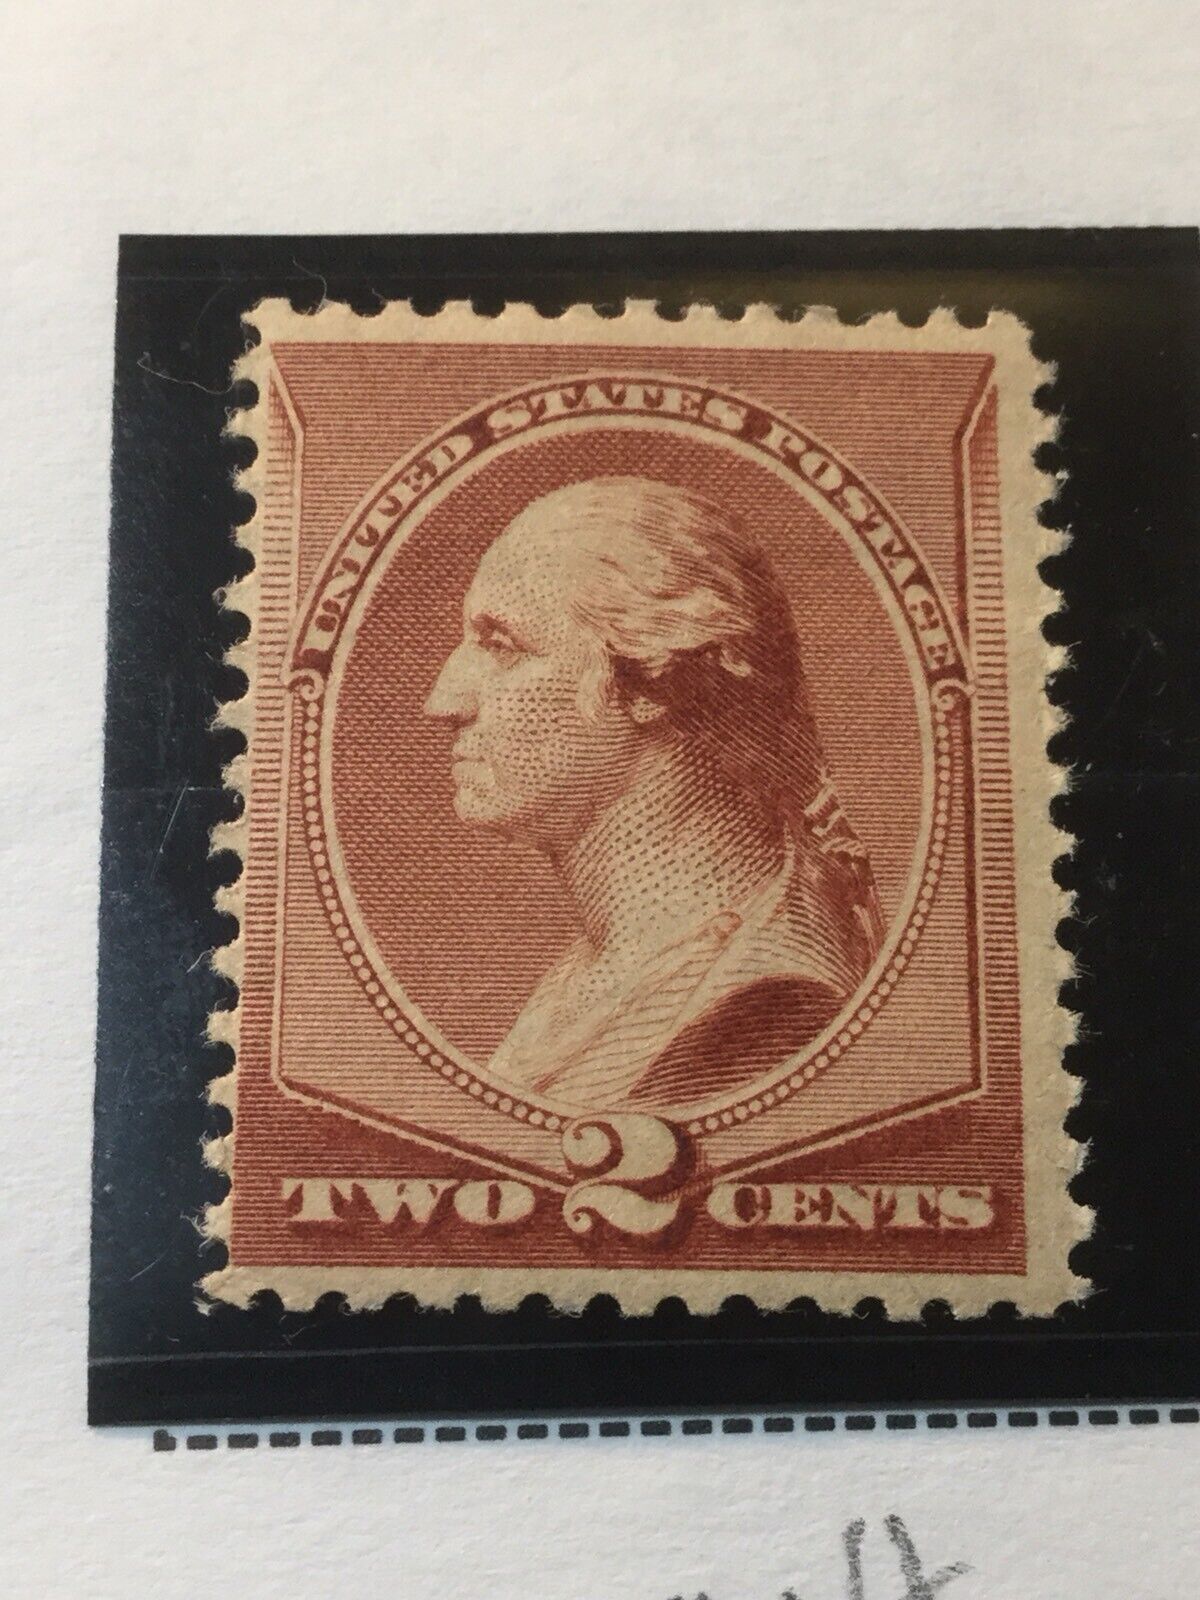 UNITED STATES POSTAGE
TWO 2 CENTS